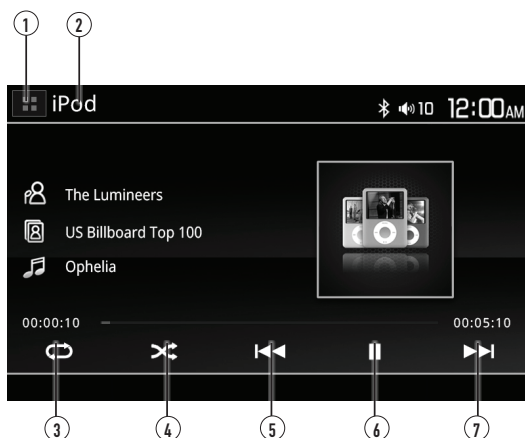 1 2
iPod 10 12:00AM
The Lumineers
US Billboard Top 100
Ophelia
00:00:10 00:05:10
3 4 5 6 7